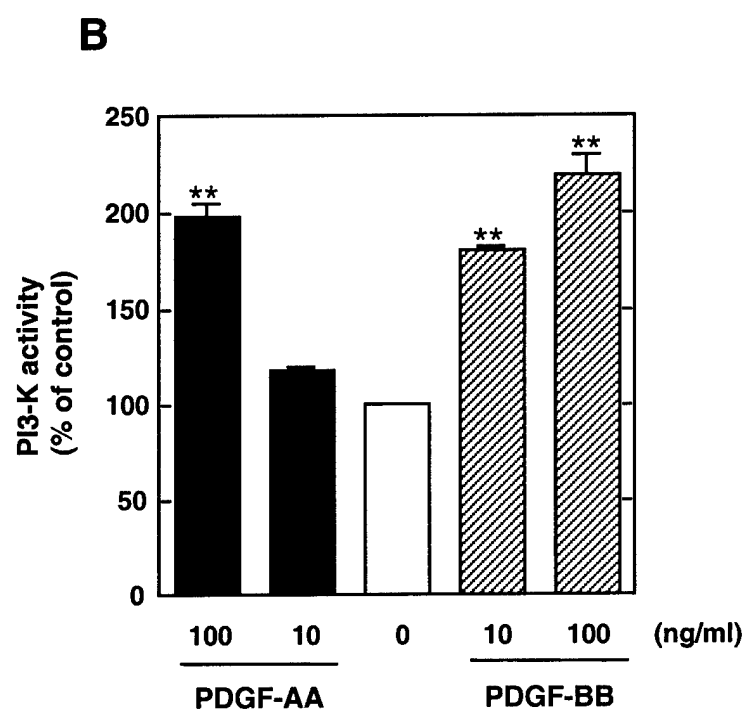 B
250
200
150
100
50
0
PI3-K activity
(% of control)
**
**
**
100 10 0 10 100 (ng/ml)
PDGF-AA PDGF-BB